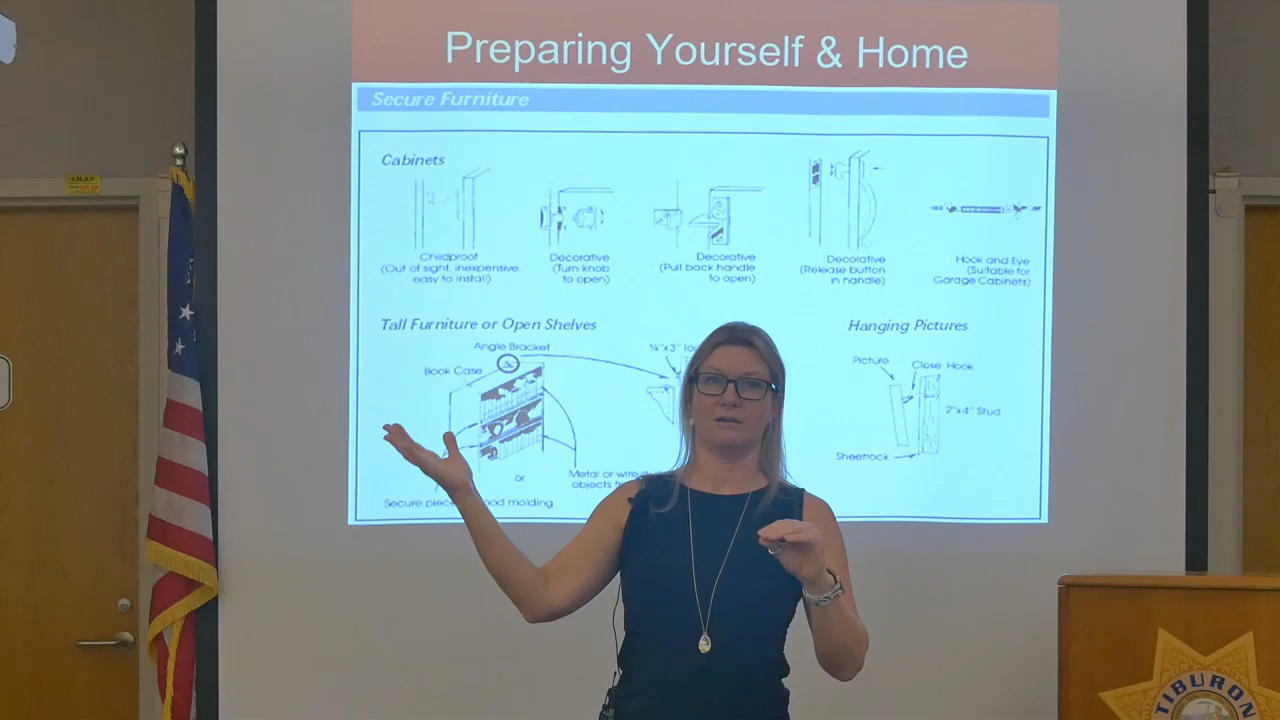 Preparing Yourself & Home
Secure Furniture
Cabinets
Childproof
(Out of sight, inexpensive,
easy to install)
Decorative
(Turn knob
to open)
Decorative
(Pull back handle
to open)
Decorative
(Release button
in handle)
Hook and Eye
(Suitable for
Garage Cabinets)
Tall Furniture or Open Shelves
Angle Bracket
Book Case
¼"x3"
or
Metal or wire
objects
Secure
molding
Hanging Pictures
Picture
Close Hook
2"x4" Stud
Sheetrock
TIBURON